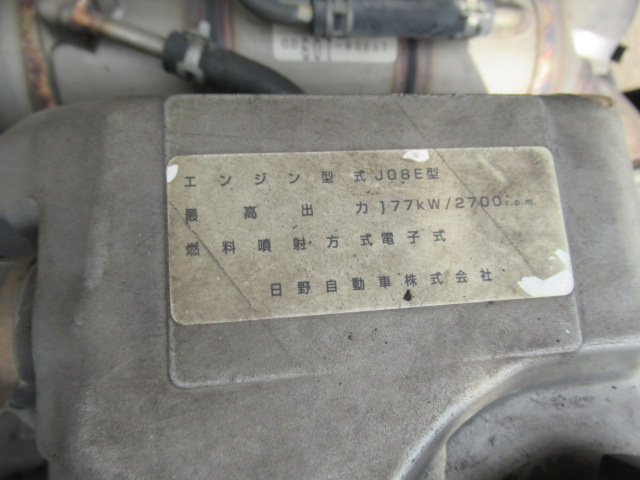 エンジン型式J08E型
最高出力177kW/2700r.p.m
燃料噴射方式電子式
日野自動車株式会社